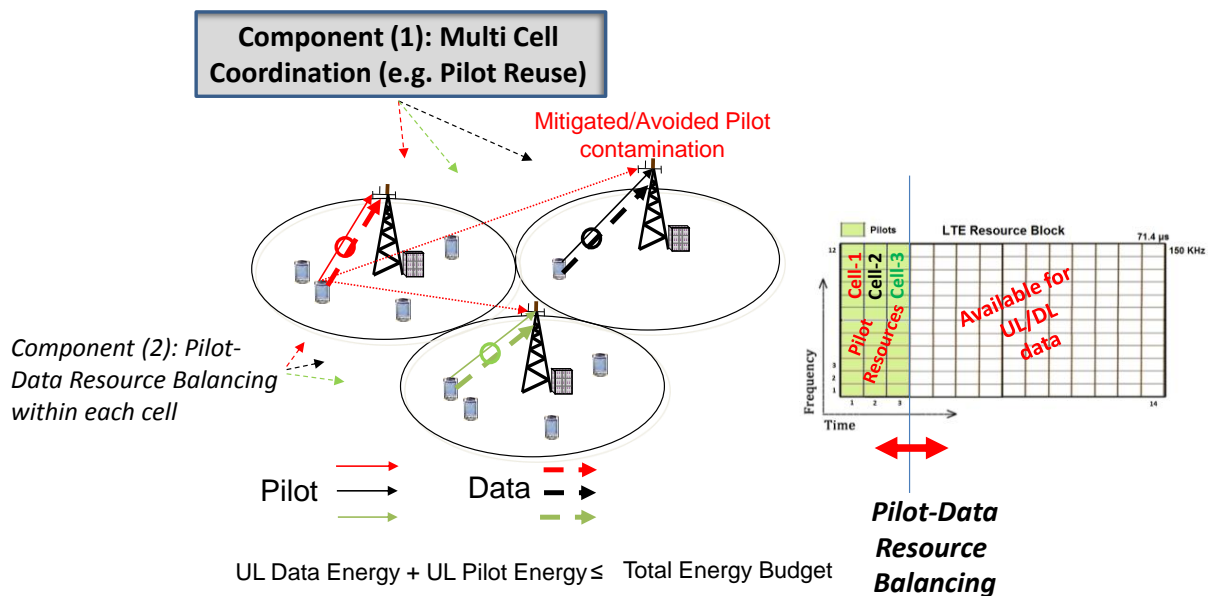 Component (1): Multi Cell
Coordination (e.g. Pilot Reuse)
Mitigated/Avoided Pilot
contamination
Component (2): Pilot-
Data Resource Balancing
within each cell
Pilots
LTE Resource Block
71.4 μs
150 KHz
12
3
2
1
Cell-1
Cell-2
Cell-3
Pilot
Resources
Available for
UL/DL
data
1
2
3
14
Frequency
Time
Pilot
Data
Pilot-Data
Resource
Balancing
UL Data Energy + UL Pilot Energy ≤ Total Energy Budget